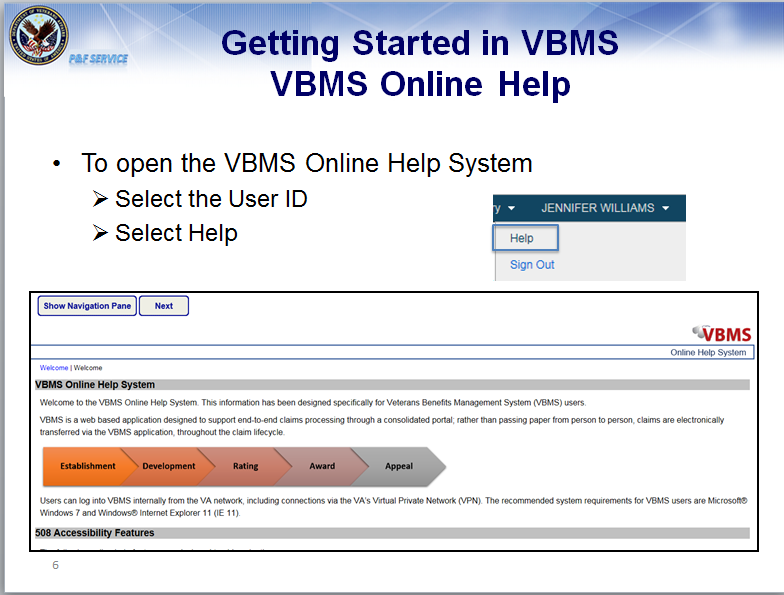 P&F SERVICE
Getting Started in VBMS
VBMS Online Help
• To open the VBMS Online Help System
➢ Select the User ID
➢ Select Help
ry JENNIFER WILLIAMS
Help
Sign Out
Show Navigation Pane Next
VBMS
Online Help System
Welcome | Welcome
VBMS Online Help System
Welcome to the VBMS Online Help System. This information has been designed specifically for Veterans Benefits Management System (VBMS) users.
VBMS is a web based application designed to support end-to-end claims processing through a consolidated portal; rather than passing paper from person to person, claims are electronically
transferred via the VBMS application, throughout the claim lifecycle.
Establishment Development Rating Award Appeal
Users can log into VBMS internally from the VA network, including connections via the VA's Virtual Private Network (VPN). The recommended system requirements for VBMS users are Microsoft®
Windows 7 and Windows® Internet Explorer 11 (IE 11).
508 Accessibility Features
6